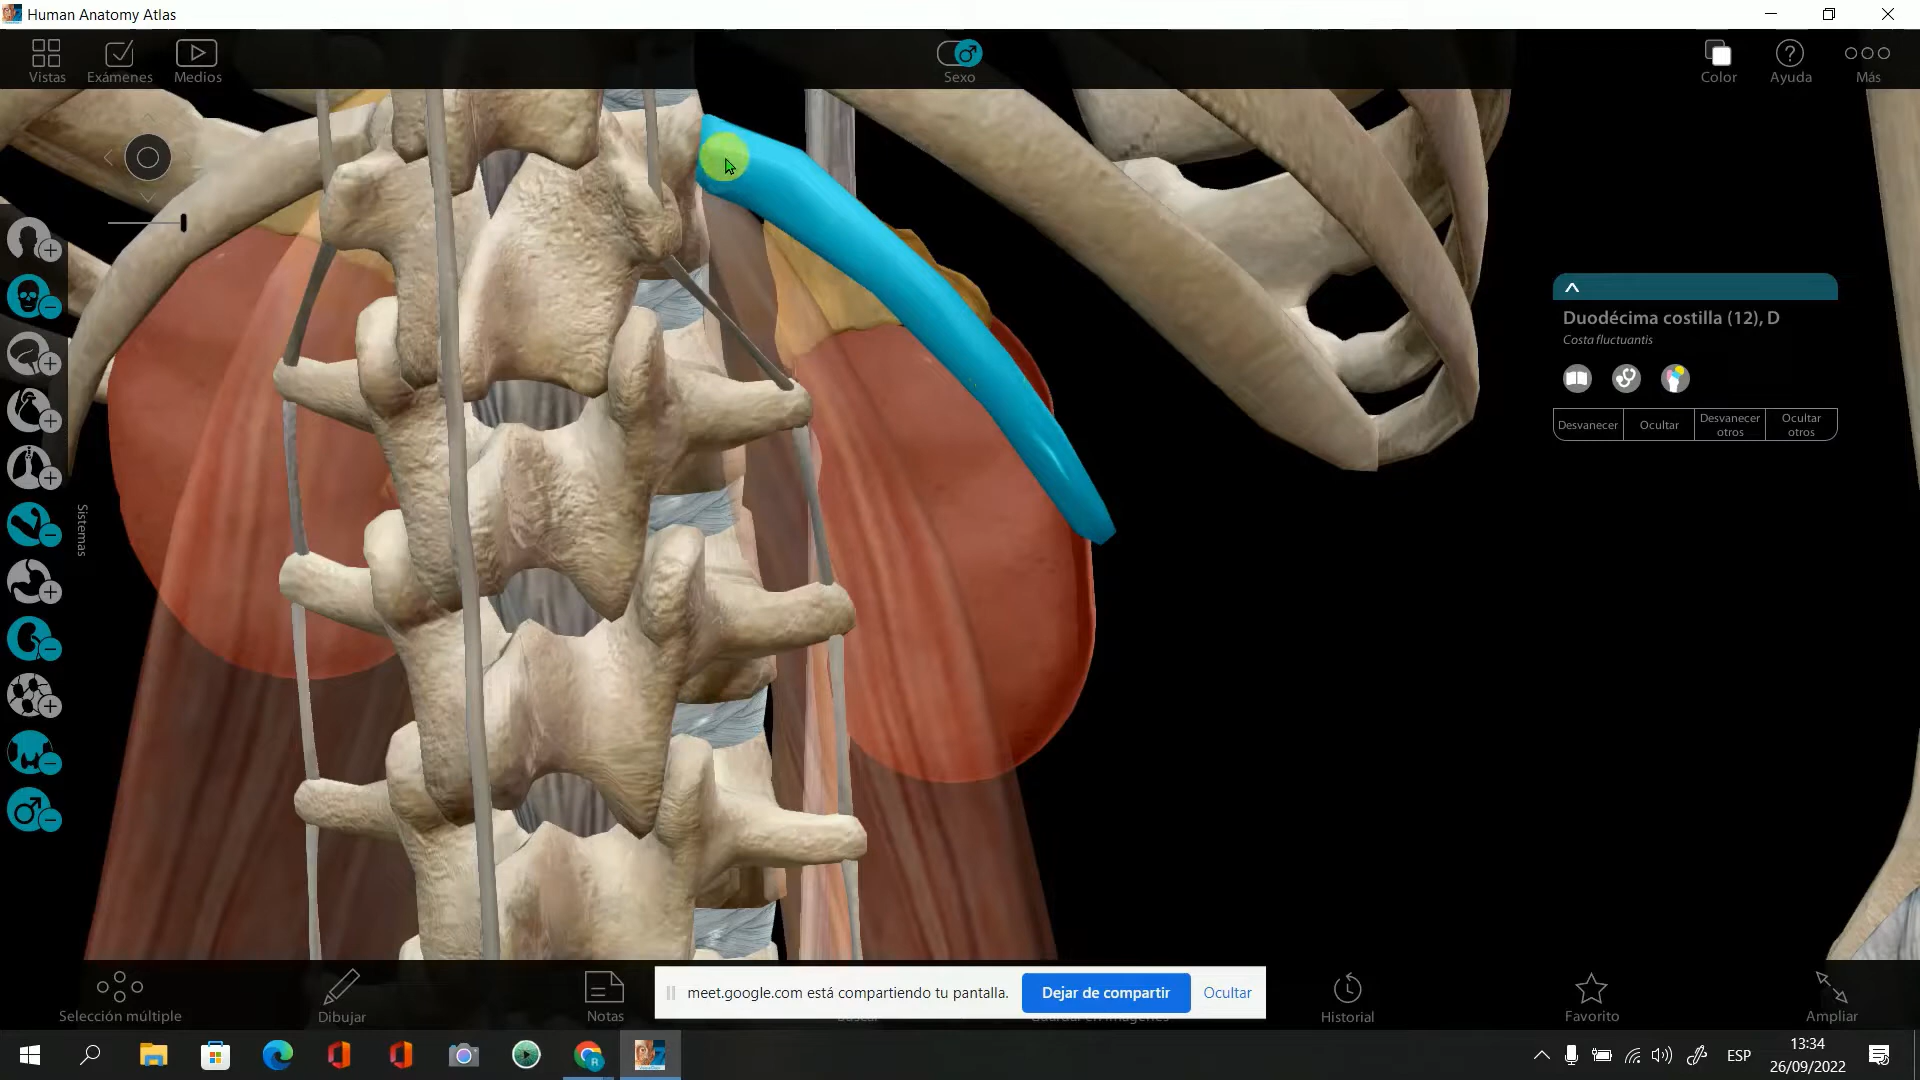 Human Anatomy Atlas
Vistas
Exámenes
Medios
Sexo
Color
Ayuda
Más
Sistemas
Duodécima costilla (12), D
Costa fluctuantis
Desvanecer
Ocultar
Desvanecer
otros
Ocultar
otros
Selección múltiple
Dibujar
Notas
meet.google.com está compartiendo tu pantalla.
Dejar de compartir
Ocultar
Historial
Favorito
Ampliar
ESP
13:34
26/09/2022